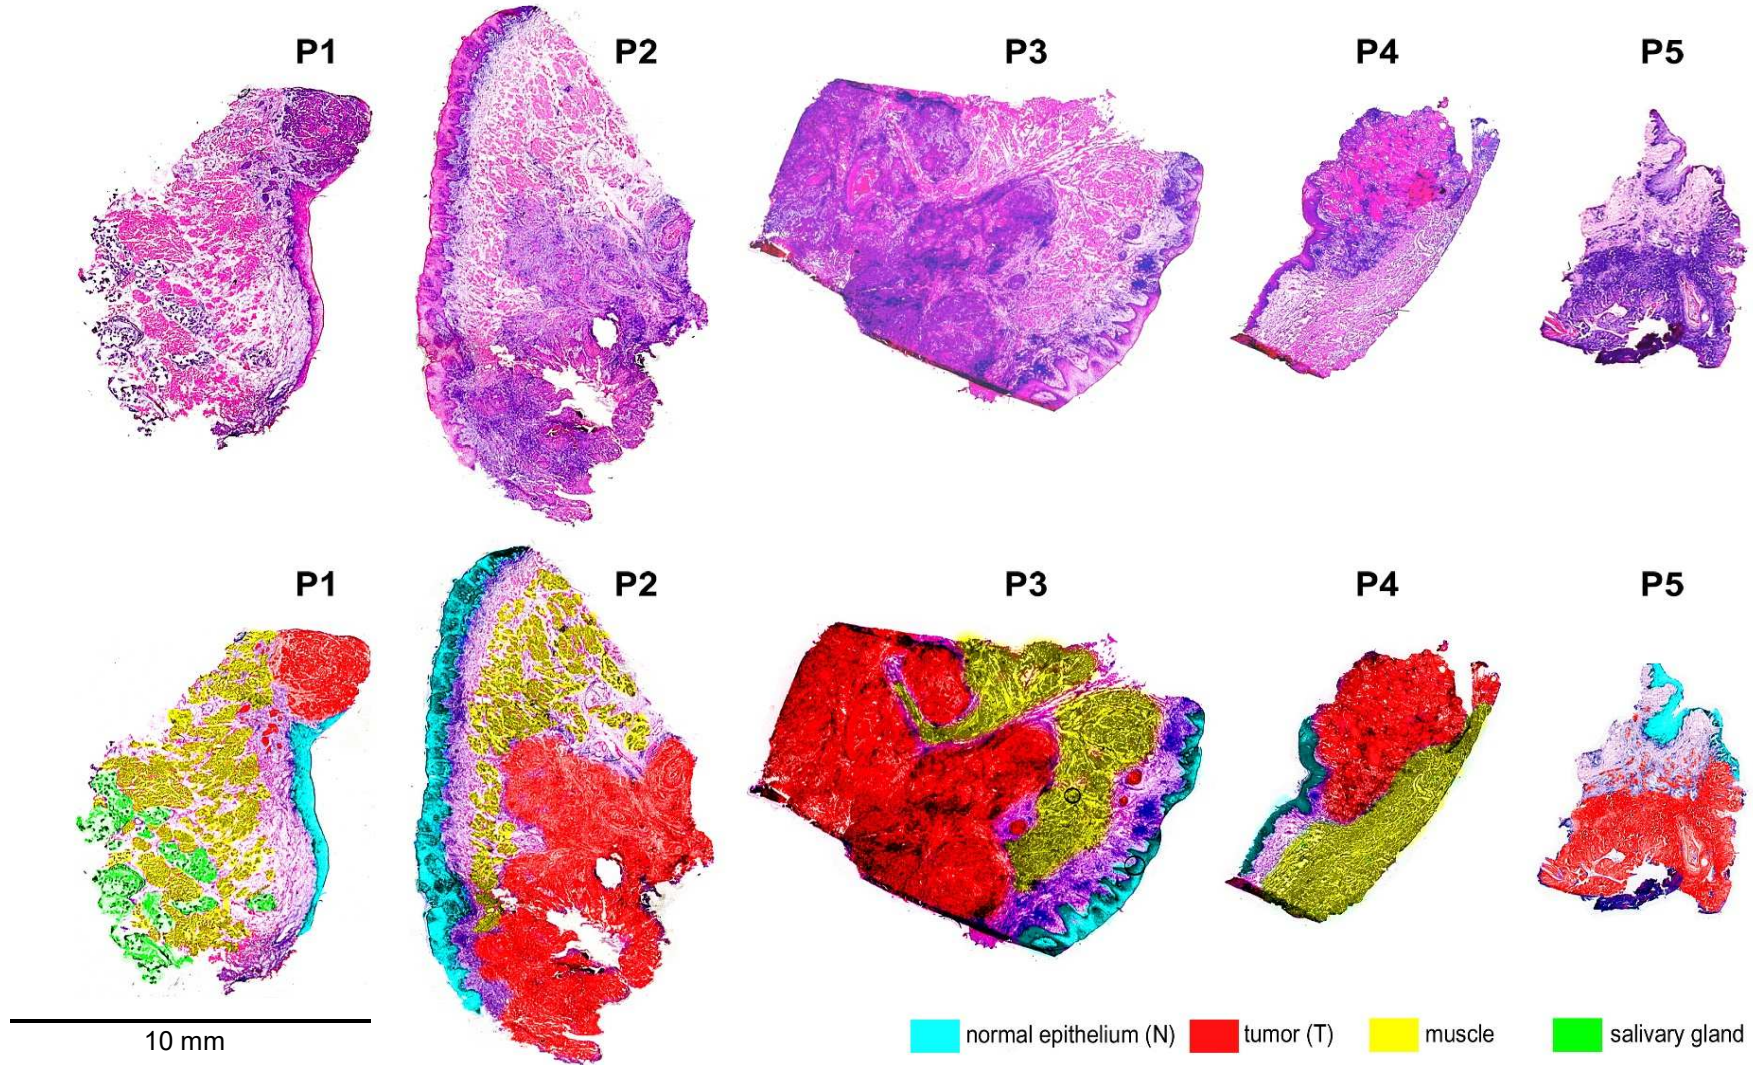 P1 P2 P3 P4 P5
P1 P2 P3 P4 P5
10 mm
normal epithelium (N) tumor (T) muscle salivary gland